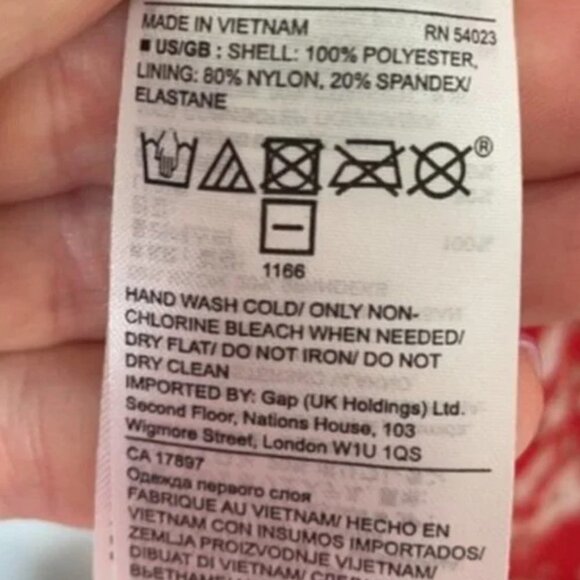 MADE IN VIETNAM RN 54023
■ US/GB : SHELL: 100% POLYESTER,
LINING: 80% NYLON, 20% SPANDEX/
ELASTANE
®
1166
HAND WASH COLD/ ONLY NON-
CHLORINE BLEACH WHEN NEEDED/
DRY FLAT/ DO NOT IRON/ DO NOT
DRY CLEAN
IMPORTED BY: Gap (UK Holdings) Ltd.
Second Floor, Nations House, 103
Wigmore Street, London W1U 1QS
CA 17897
Одежда первого слоя
FABRIQUE AU VIETNAM/ HECHO EN
VIETNAM CON INSUMOS IMPORTADOS/
ZEMLJA PROIZVODNJE VIJETNAM/
DIBUAT DI VIETNAM/